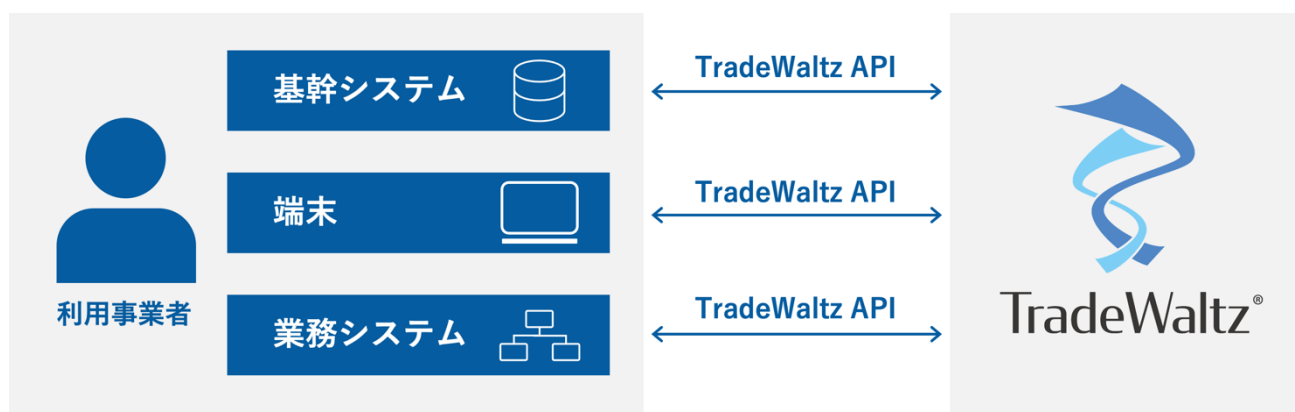 基幹システム
TradeWaltz API
端末
TradeWaltz API
利用事業者
業務システム
TradeWaltz API
TradeWaltz®